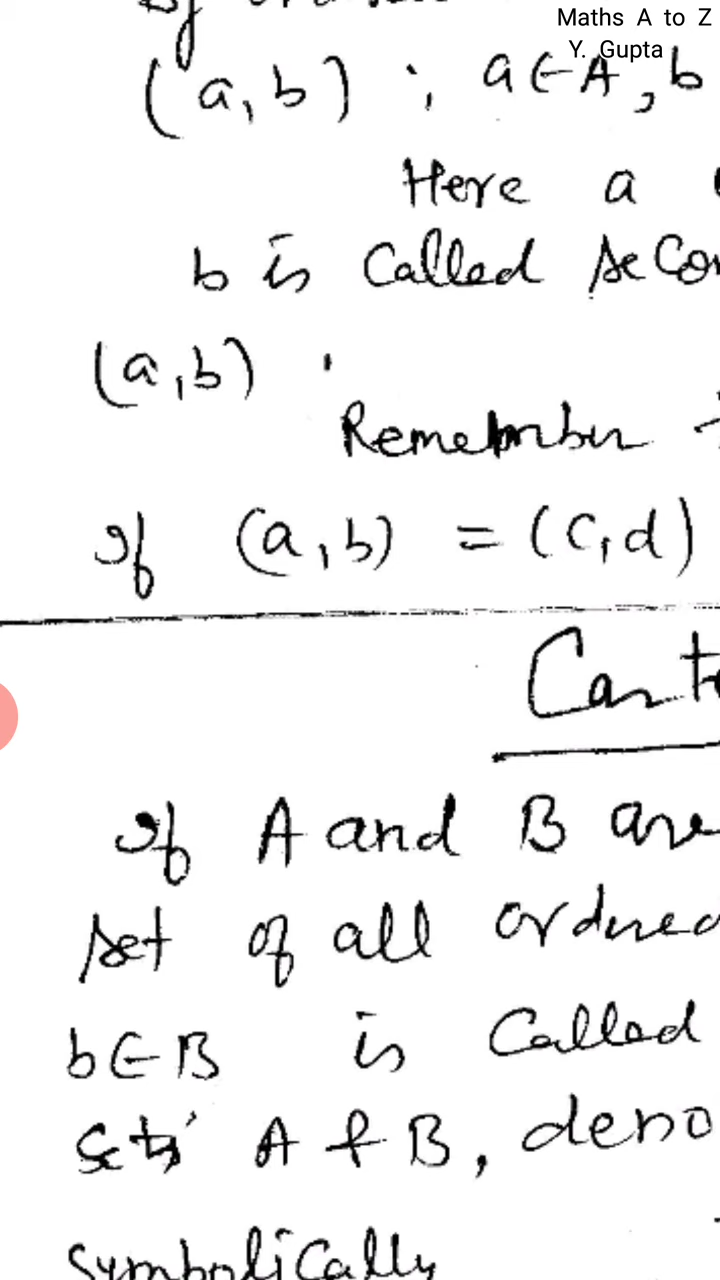 Maths A to Z
Y. Gupta
(a, b) ; a ∈ A, b
Here a
b is called secon
(a, b) .
Remember
If (a, b) = (c, d)
Cart
If A and B are
set of all ordered
b ∈ B is called
sets A & B, deno
symbolically